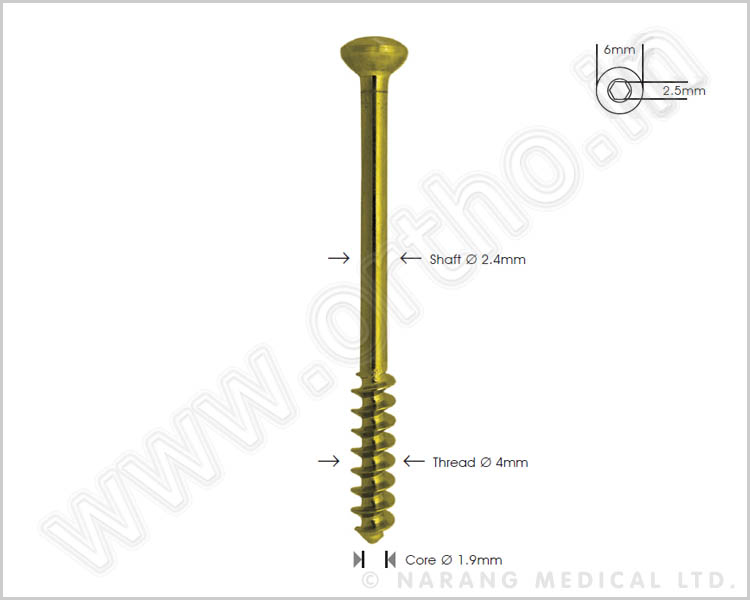 6mm
2.5mm
Shaft Ø 2.4mm
Thread Ø 4mm
Core Ø 1.9mm
www.ortho.in
© NARANG MEDICAL LTD.